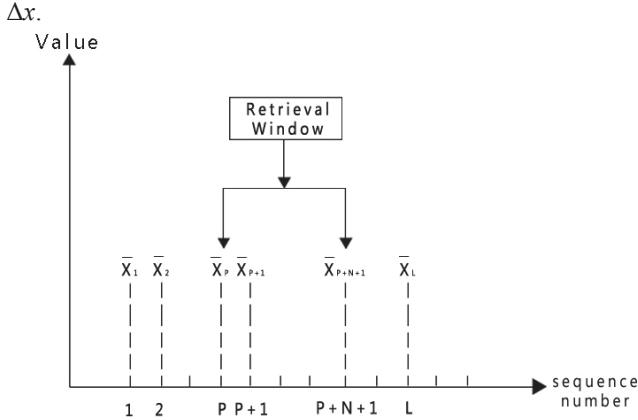 Δx.
Value
Retrieval
Window
X̄₁ X̄₂ X̄ₚ X̄ₚ₊₁ X̄P+N+1 X̄L
1 2 P P+1 P+N+1 L
sequence
number